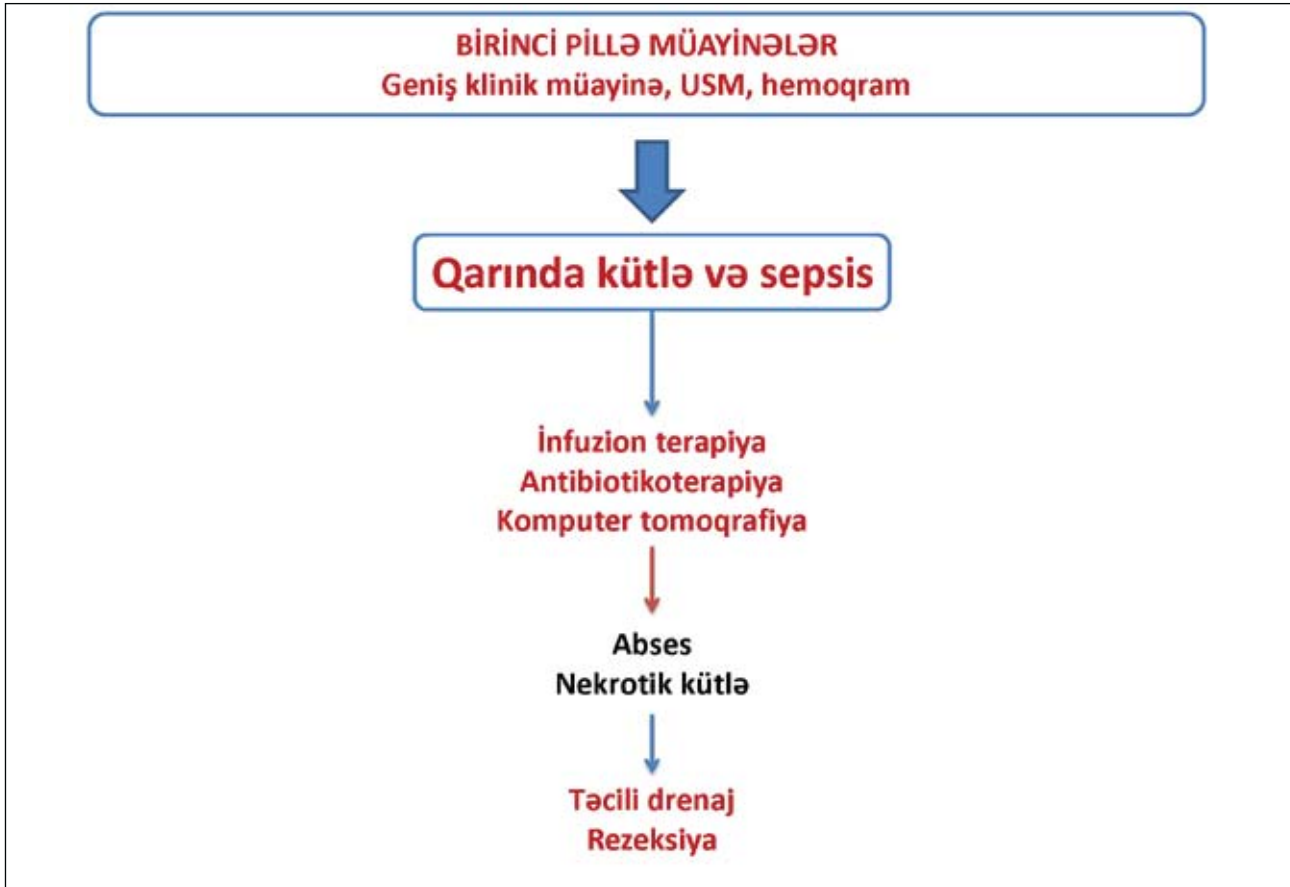 BİRİNCİ PİLLƏ MÜAYİNƏLƏR
Geniş klinik müayinə, USM, hemoqram
Qarında kütlə və sepsis
İnfuzion terapiya
Antibiotikoterapiya
Komputer tomoqrafiya
Abses
Nekrotik kütlə
Təcili drenaj
Rezeksiya